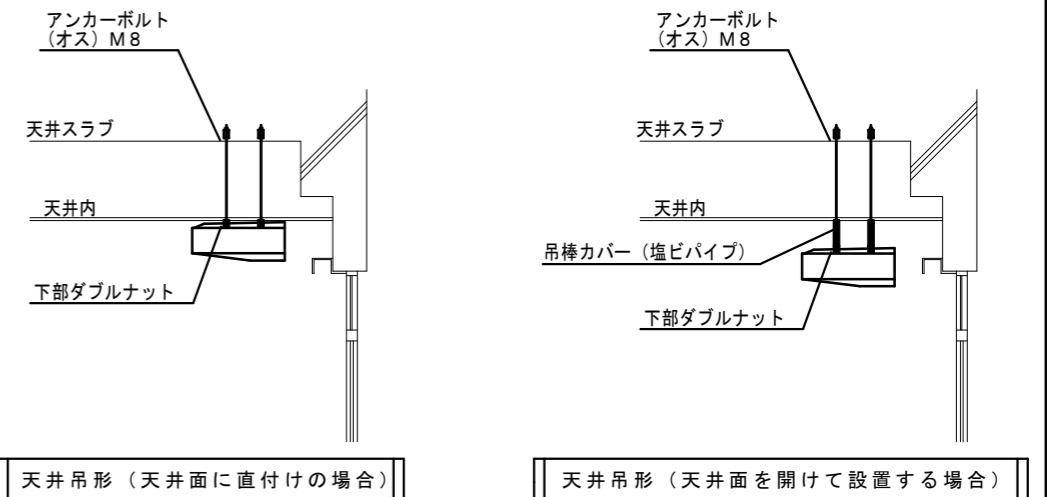 アンカーボルト
（オス）M８
天井スラブ
天井内
下部ダブルナット
天井吊形（天井面に直付けの場合）
アンカーボルト
（オス）M８
天井スラブ
天井内
吊棒カバー（塩ビパイプ）
下部ダブルナット
天井吊形（天井面を開けて設置する場合）